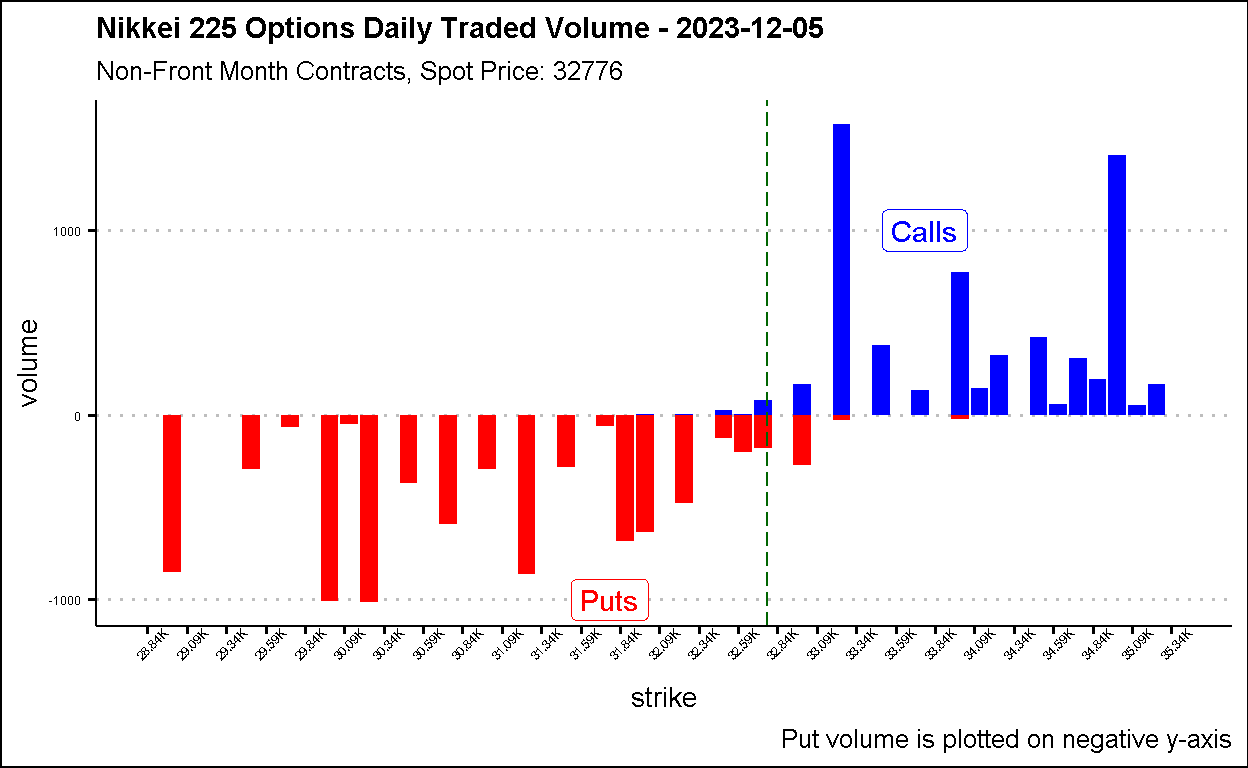 Nikkei 225 Options Daily Traded Volume - 2023-12-05
Non-Front Month Contracts, Spot Price: 32776
volume
1000
0
-1000
Calls
Puts
28.84K
29.09K
29.34K
29.59K
29.84K
30.09K
30.34K
30.59K
30.84K
31.09K
31.34K
31.59K
31.84K
32.09K
32.34K
32.59K
32.84K
33.09K
33.34K
33.59K
33.84K
34.09K
34.34K
34.59K
34.84K
35.09K
35.34K
strike
Put volume is plotted on negative y-axis